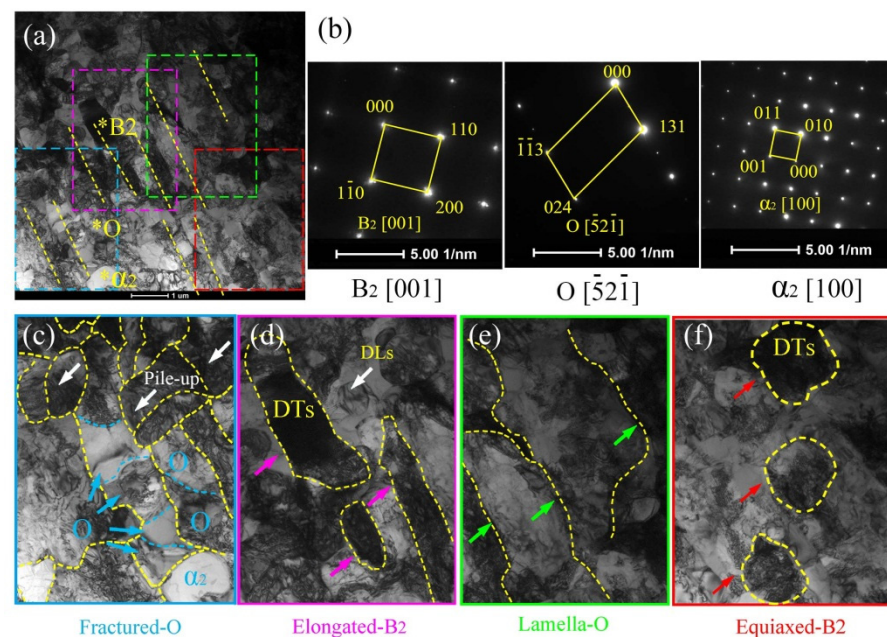 (a)
*B2
*O
*α2
1 um
(b)
000
110
11̄0
200
B2 [001]
5.00 1/nm
B2 [001]
000
131
1̄1̄3
024
O [5̄21̄]
5.00 1/nm
O [5̄21̄]
011
010
001
000
α2 [100]
5.00 1/nm
α2 [100]
(c)
Pile-up
O
O
O
α2
Fractured-O
(d)
DLs
DTs
Elongated-B2
(e)
Lamella-O
(f)
DTs
Equiaxed-B2